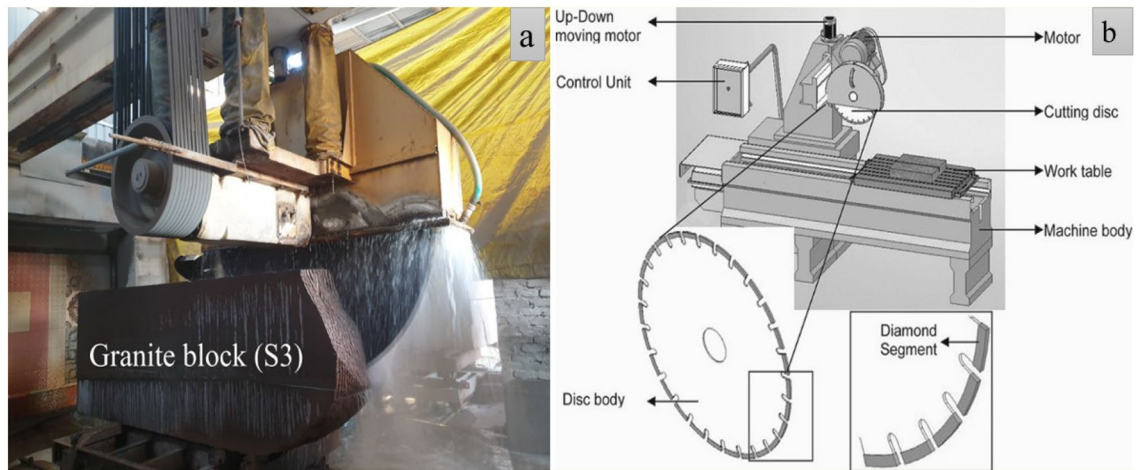 a
Granite block (S3)
b
Up-Down
moving motor
Control Unit
Motor
Cutting disc
Work table
Machine body
Diamond
Segment
Disc body